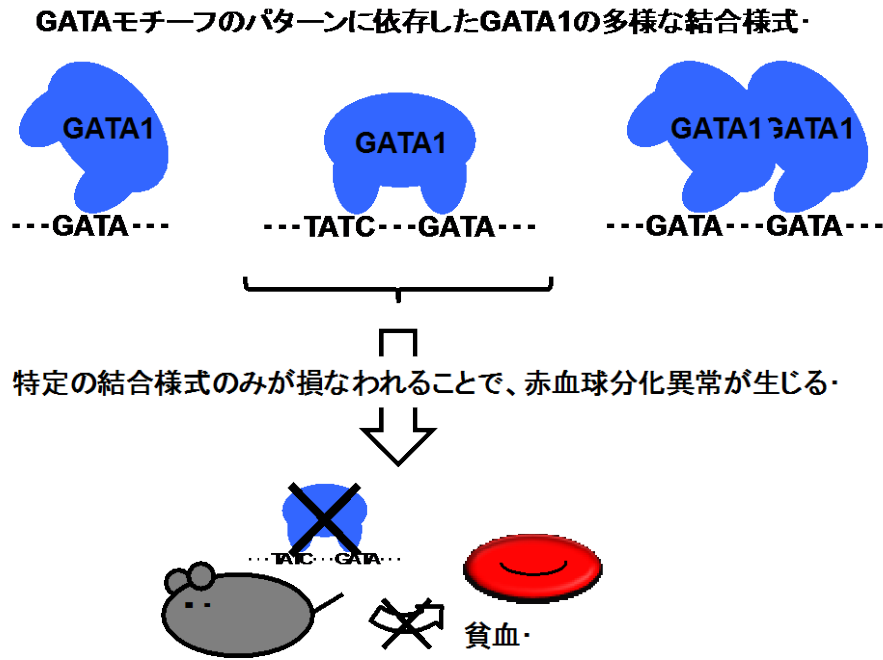 GATAモチーフのパターンに依存したGATA1の多様な結合様式・
GATA1 GATA1 GATA1 GATA1
---GATA--- ---TATC---GATA--- ---GATA---GATA---
特定の結合様式のみが損なわれることで、赤血球分化異常が生じる・
---TATC---GATA---
貧血・